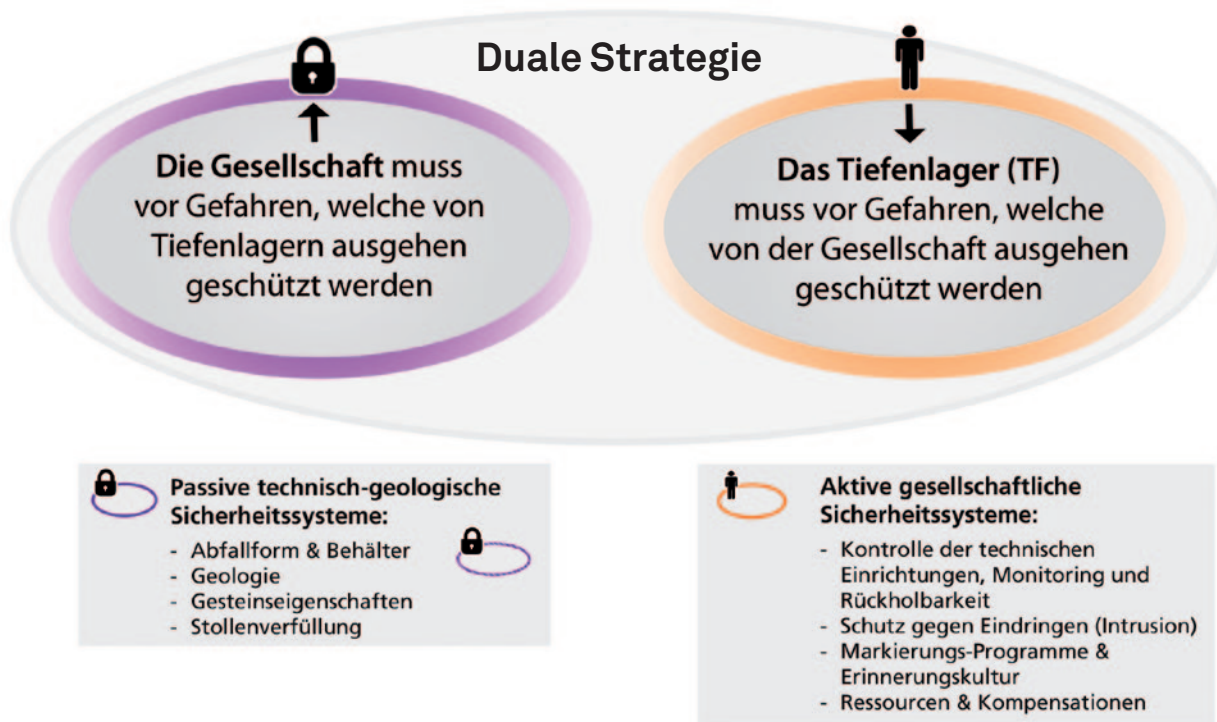 Duale Strategie
Die Gesellschaft muss
vor Gefahren, welche von
Tiefenlagern ausgehen
geschützt werden
Das Tiefenlager (TF)
muss vor Gefahren, welche
von der Gesellschaft ausgehen
geschützt werden
Passive technisch-geologische
Sicherheitssysteme:
- Abfallform & Behälter
- Geologie
- Gesteinseigenschaften
- Stollenverfüllung
Aktive gesellschaftliche
Sicherheitssysteme:
- Kontrolle der technischen
Einrichtungen, Monitoring und
Rückholbarkeit
- Schutz gegen Eindringen (Intrusion)
- Markierungs-Programme &
Erinnerungskultur
- Ressourcen & Kompensationen